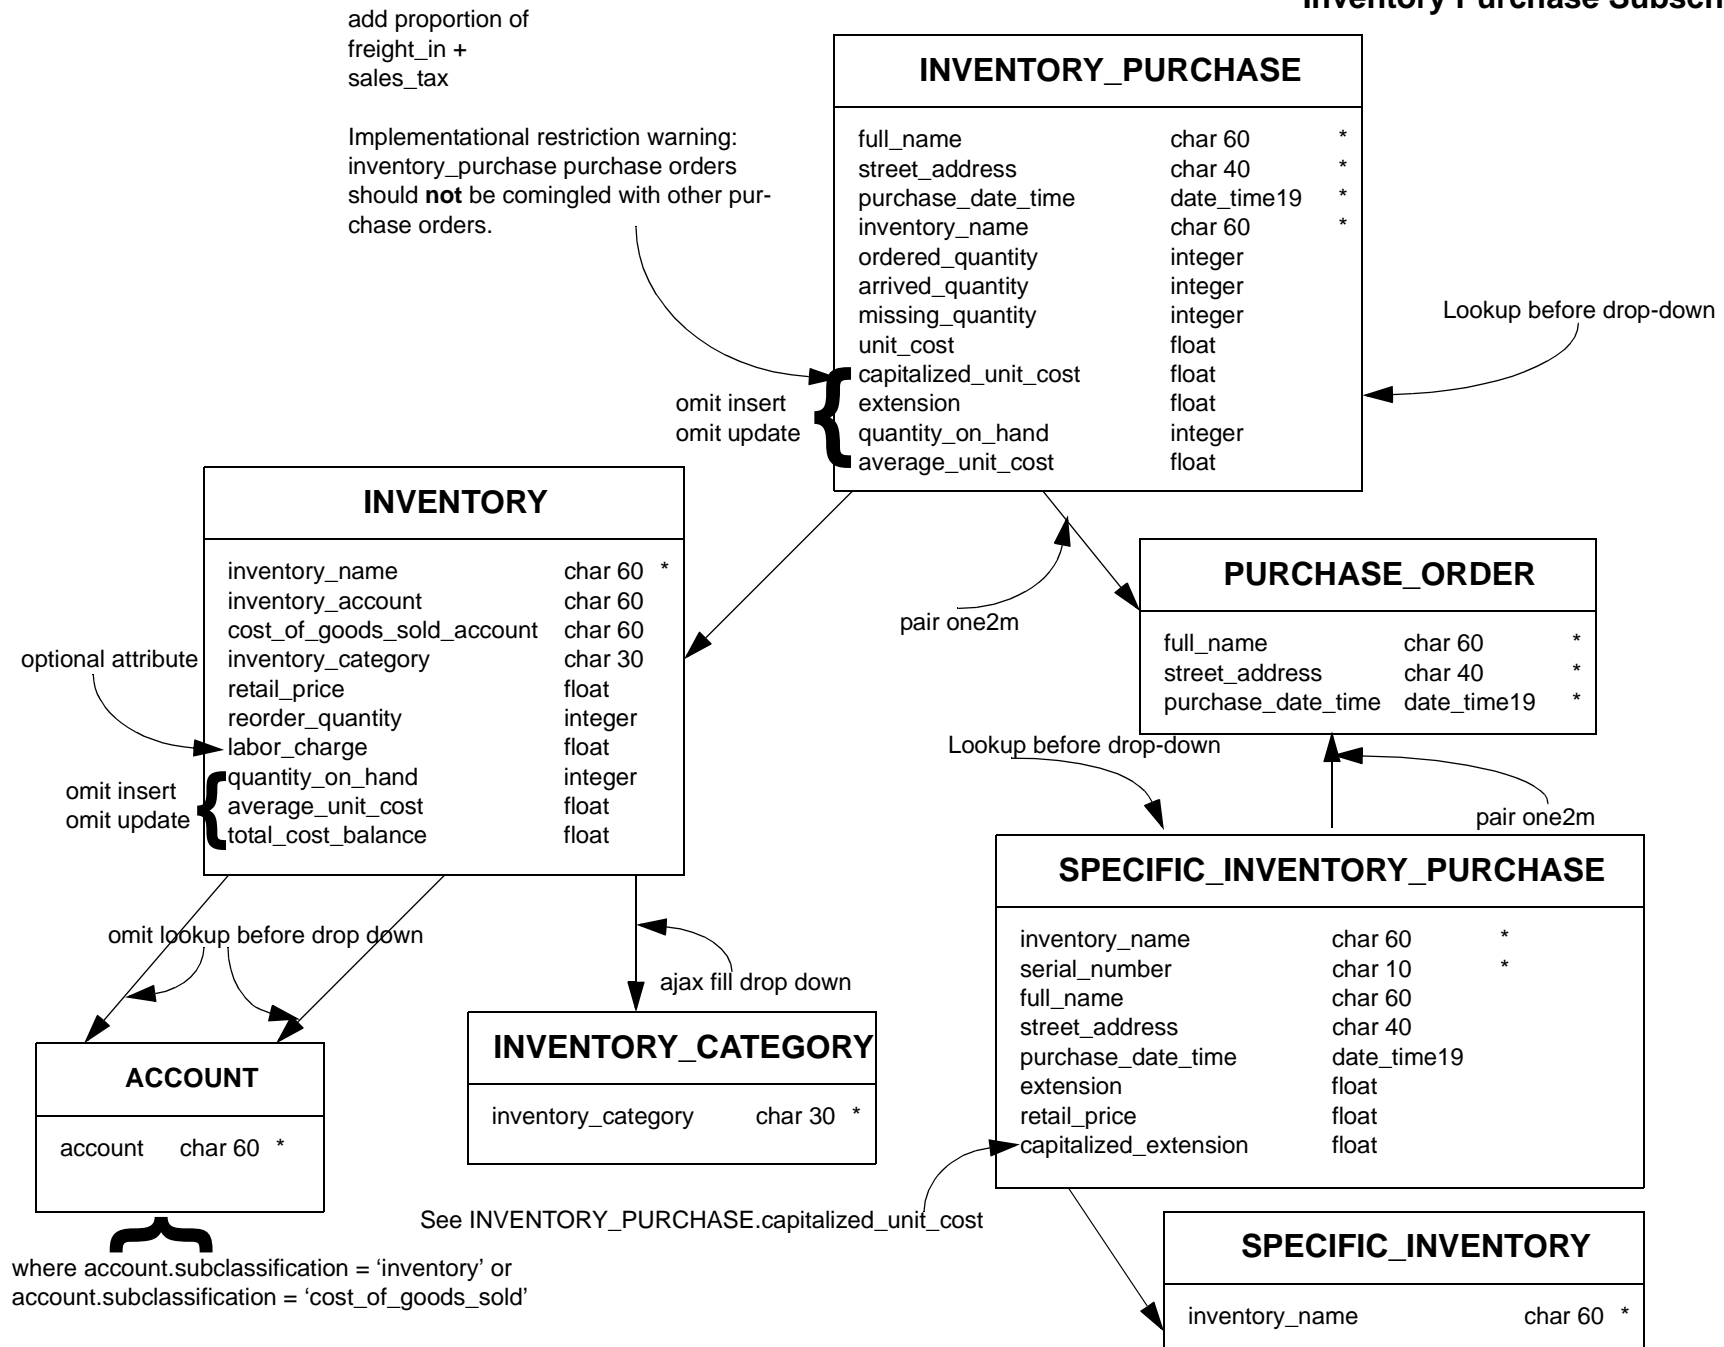 Inventory Purchase Subsch
add proportion of
freight_in +
sales_tax
Implementational restriction warning:
inventory_purchase purchase orders
should not be comingled with other pur-
chase orders.
INVENTORY_PURCHASE
full_name char 60 *
street_address char 40 *
purchase_date_time date_time19 *
inventory_name char 60 *
ordered_quantity integer
arrived_quantity integer
missing_quantity integer
unit_cost float
capitalized_unit_cost float
extension float
quantity_on_hand integer
average_unit_cost float
omit insert
omit update
Lookup before drop-down
INVENTORY
inventory_name char 60 *
inventory_account char 60
cost_of_goods_sold_account char 60
inventory_category char 30
retail_price float
reorder_quantity integer
labor_charge float
quantity_on_hand integer
average_unit_cost float
total_cost_balance float
optional attribute
omit insert
omit update
pair one2m
PURCHASE_ORDER
full_name char 60 *
street_address char 40 *
purchase_date_time date_time19 *
Lookup before drop-down
pair one2m
SPECIFIC_INVENTORY_PURCHASE
inventory_name char 60 *
serial_number char 10 *
full_name char 60
street_address char 40
purchase_date_time date_time19
extension float
retail_price float
capitalized_extension float
omit lookup before drop down
ajax fill drop down
ACCOUNT
account char 60 *
INVENTORY_CATEGORY
inventory_category char 30 *
See INVENTORY_PURCHASE.capitalized_unit_cost
where account.subclassification = ‘inventory’ or
account.subclassification = ‘cost_of_goods_sold’
SPECIFIC_INVENTORY
inventory_name char 60 *